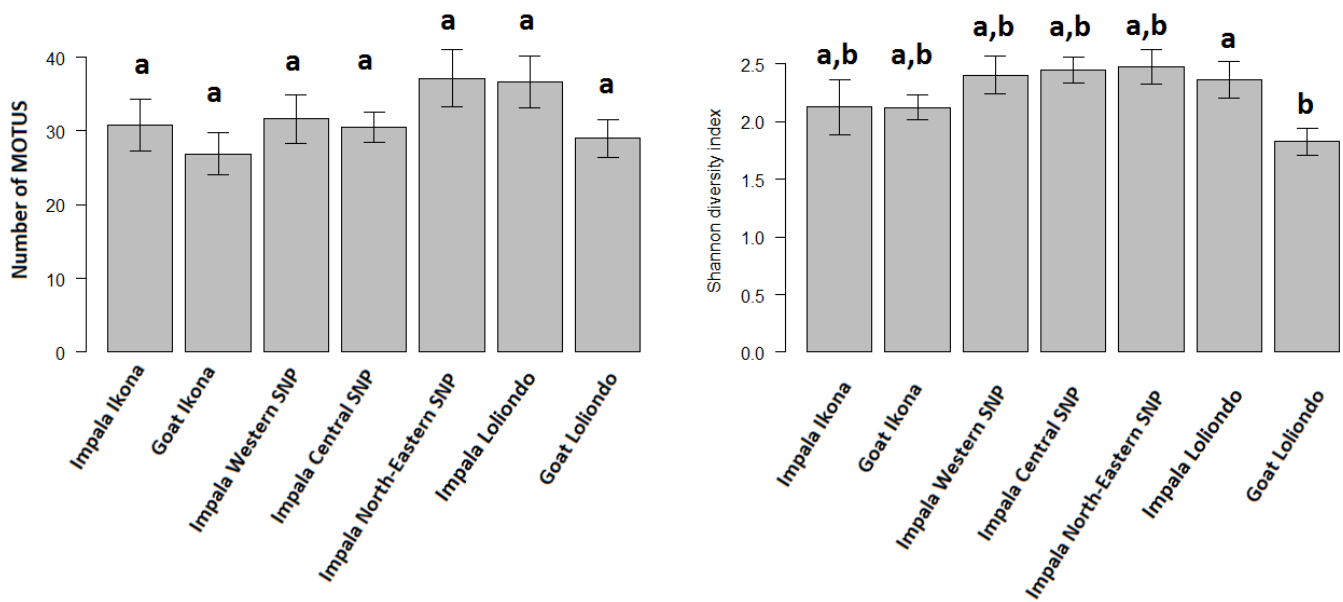 a
a
a
a
a
a
a
Number of MOTUS
40
30
20
10
0
Impala Ikona
Goat Ikona
Impala Western SNP
Impala Central SNP
Impala North-Eastern SNP
Impala Loliondo
Goat Loliondo
a,b
a,b
a,b
a,b
a,b
a
b
Shannon diversity index
2.5
2.0
1.5
1.0
0.5
0.0
Impala Ikona
Goat Ikona
Impala Western SNP
Impala Central SNP
Impala North-Eastern SNP
Impala Loliondo
Goat Loliondo